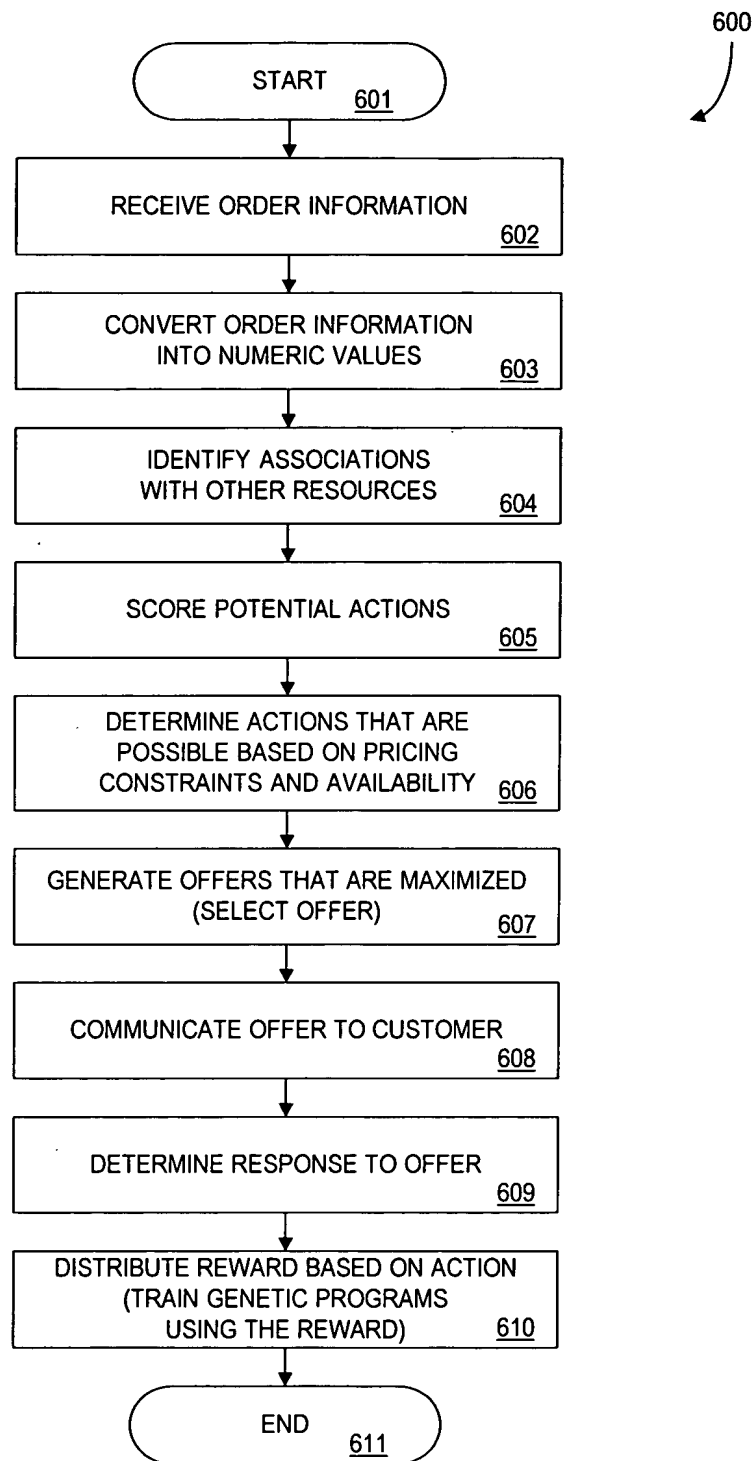 600
START
601
RECEIVE ORDER INFORMATION
602
CONVERT ORDER INFORMATION
INTO NUMERIC VALUES
603
IDENTIFY ASSOCIATIONS
WITH OTHER RESOURCES
604
SCORE POTENTIAL ACTIONS
605
DETERMINE ACTIONS THAT ARE
POSSIBLE BASED ON PRICING
CONSTRAINTS AND AVAILABILITY
606
GENERATE OFFERS THAT ARE MAXIMIZED
(SELECT OFFER)
607
COMMUNICATE OFFER TO CUSTOMER
608
DETERMINE RESPONSE TO OFFER
609
DISTRIBUTE REWARD BASED ON ACTION
(TRAIN GENETIC PROGRAMS
USING THE REWARD)
610
END
611